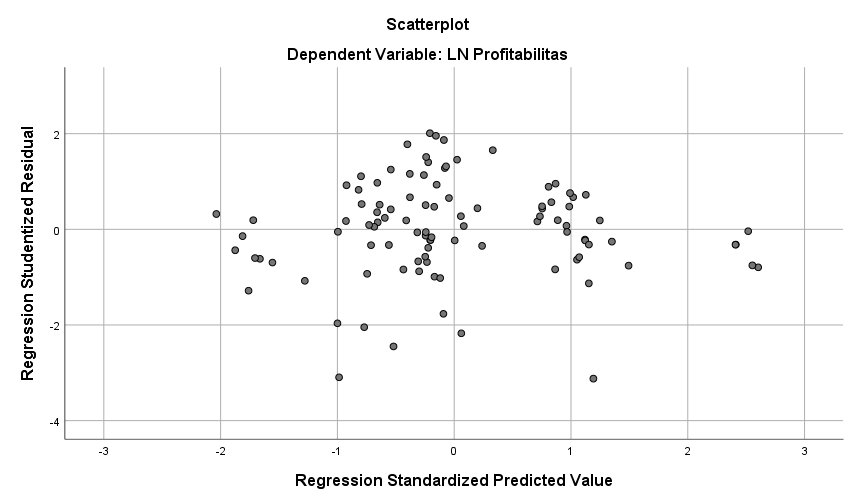 Scatterplot
Dependent Variable: LN Profitabilitas
Regression Studentized Residual
2
0
-2
-4
-3
-2
-1
0
1
2
3
Regression Standardized Predicted Value